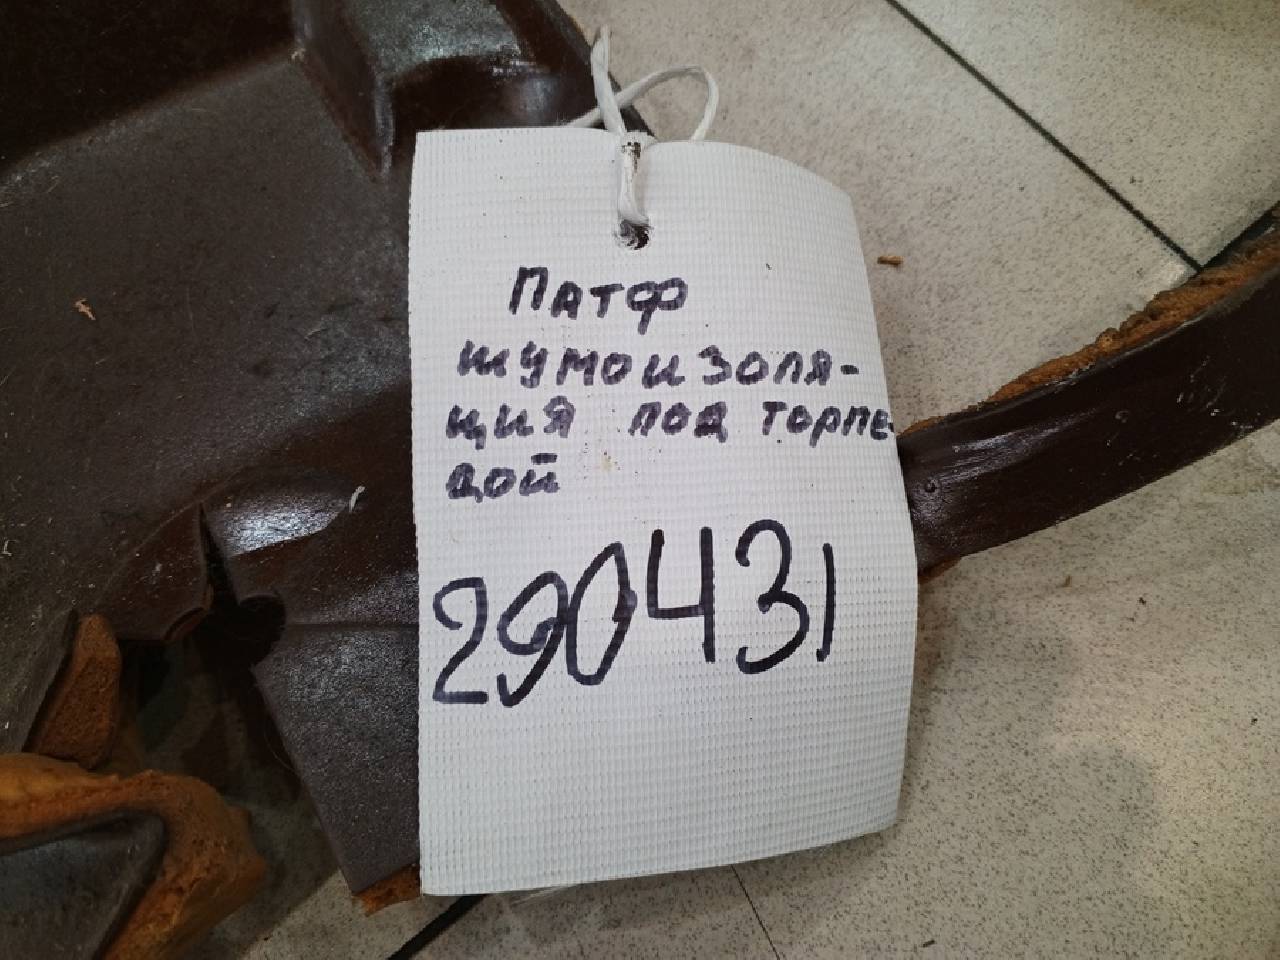 Патф
шумоизоля-
ция под торпе-
дой
290431